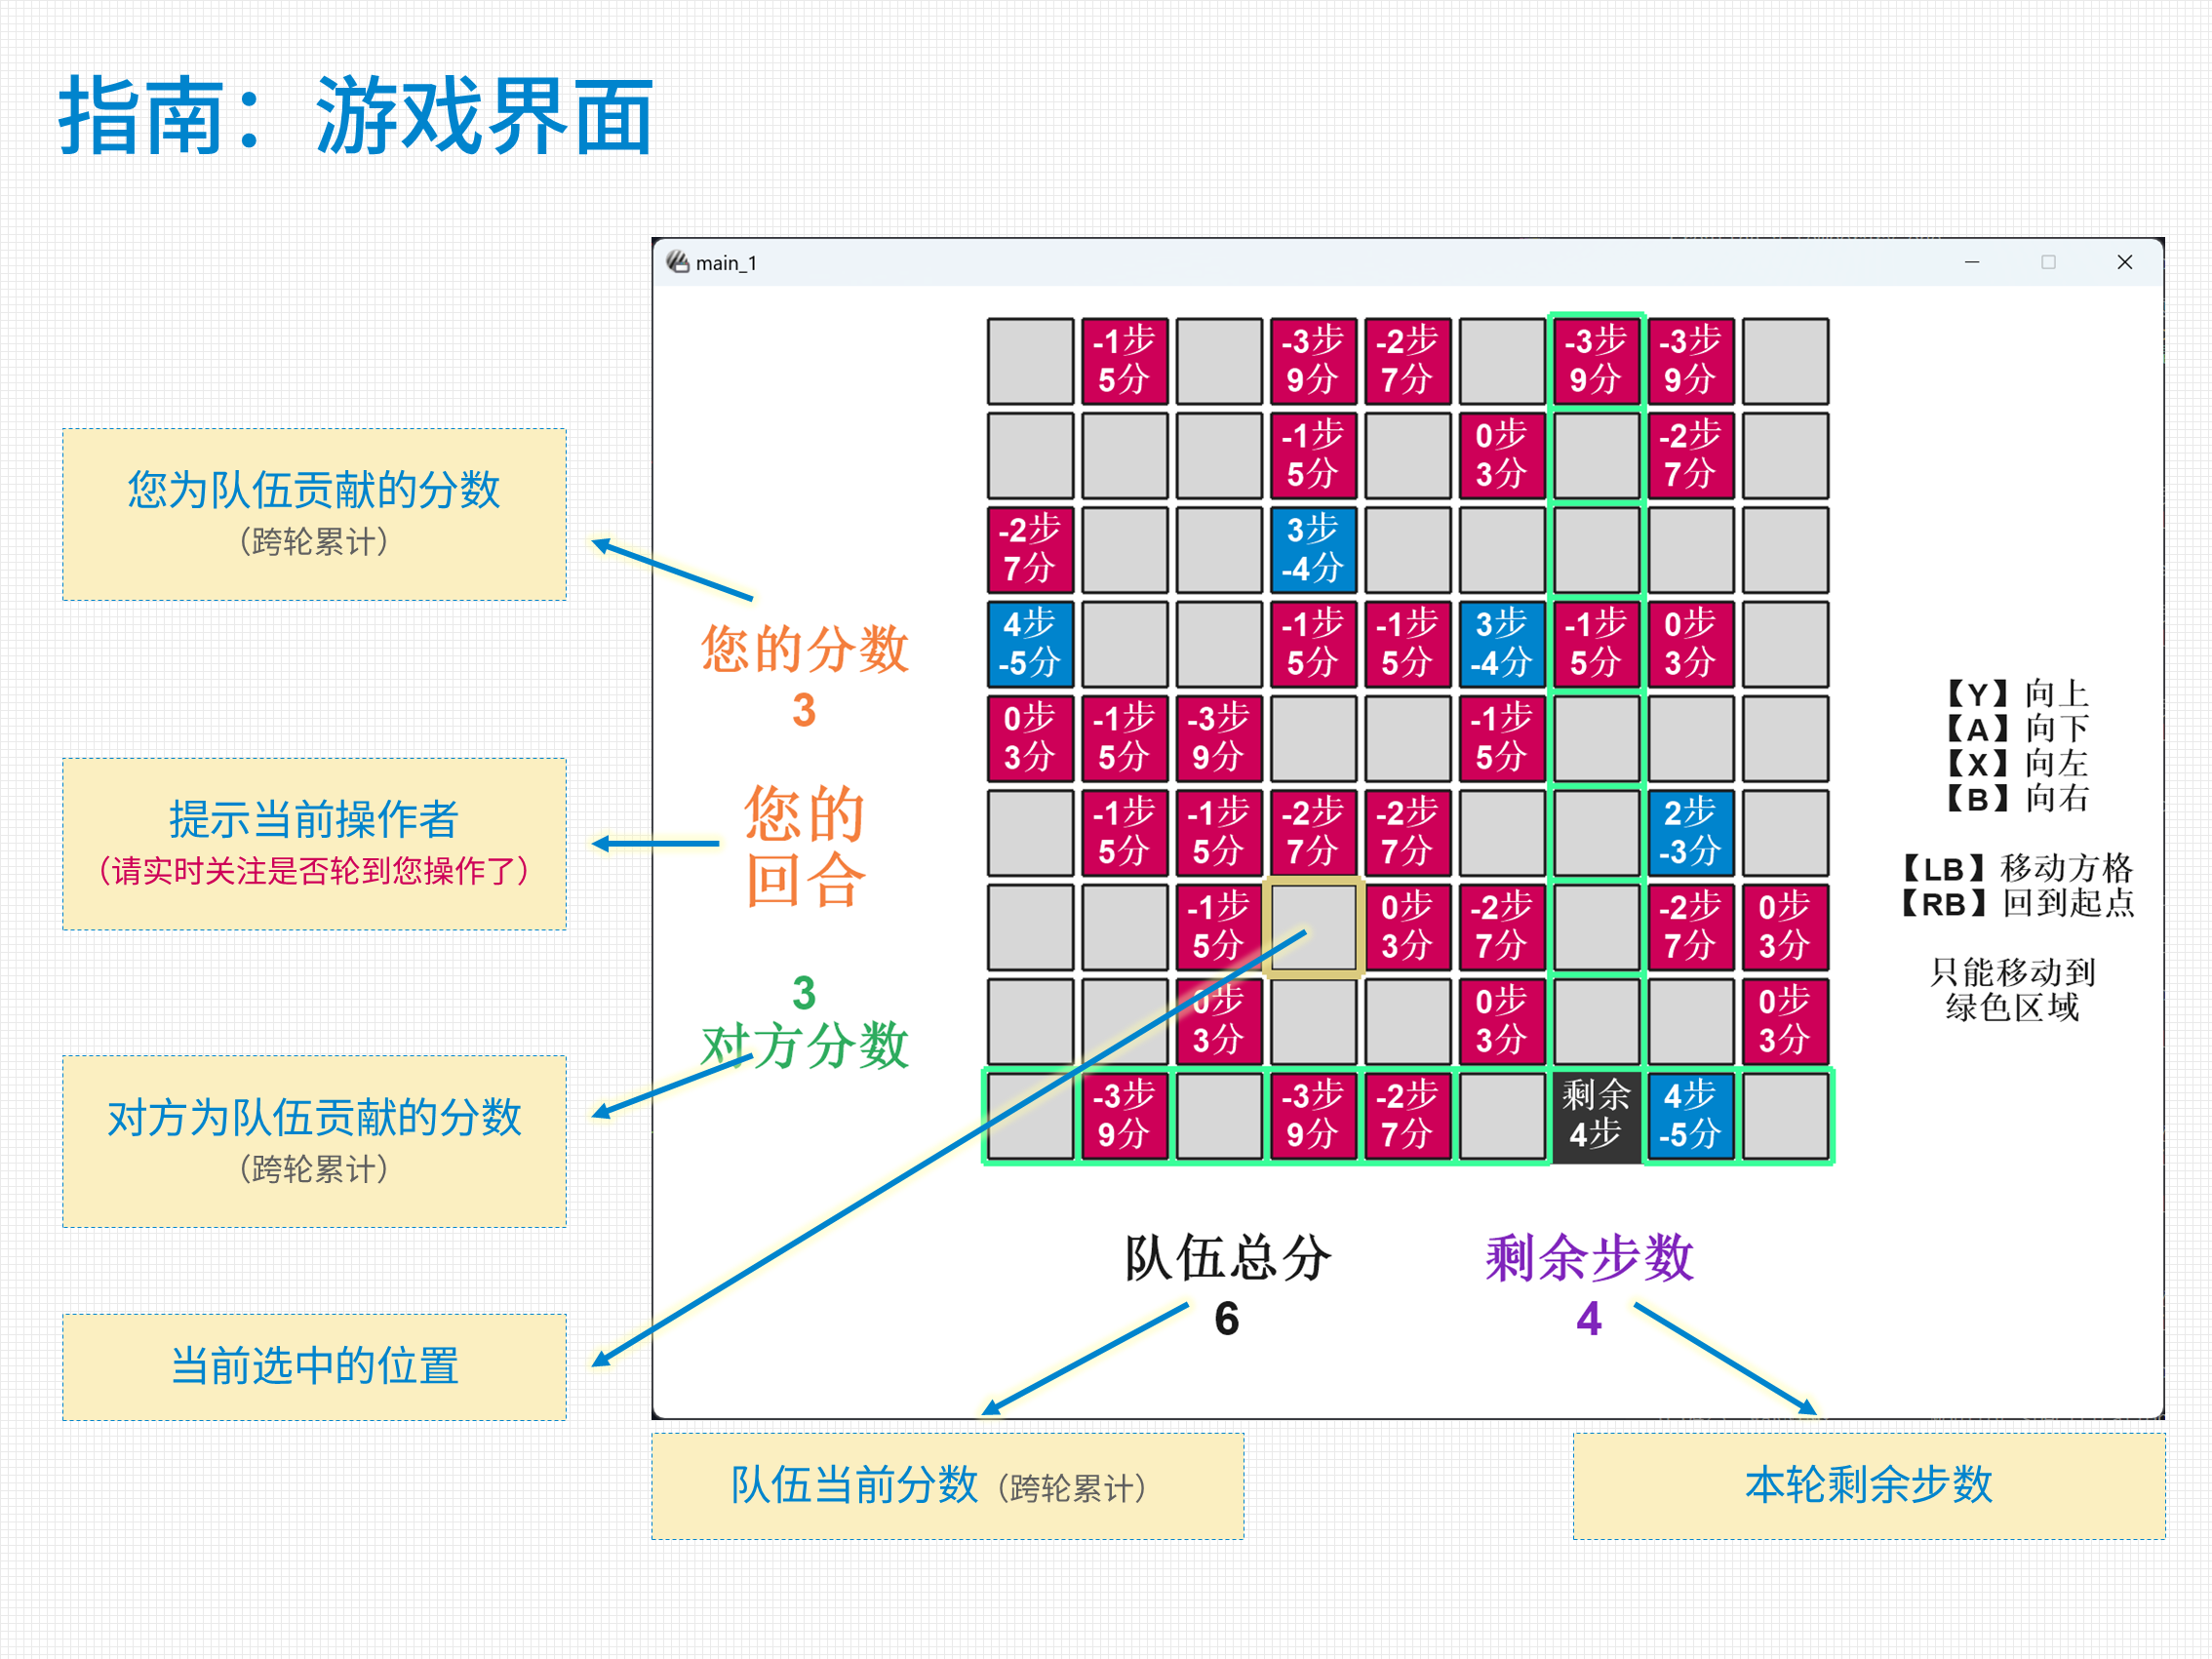 指南：游戏界面
main_1
-1步 -3步 -2步 -3步 -3步
5分 9分 7分 9分 9分
-1步 0步 -2步
5分 3分 7分
-2步 3步
7分 -4分
4步 -1步 -1步 3步 -1步 0步
-5分 5分 5分 -4分 5分 3分
0步 -1步 -3步 -1步
3分 5分 9分 5分
-1步 -1步 -2步 -2步 2步
5分 5分 7分 7分 -3分
-1步 0步 -2步 -2步 0步
5分 3分 7分 7分 3分
0步 0步 0步
3分 3分 3分
-3步 -3步 -2步 剩余 4步
9分 9分 7分 4步 -5分
您为队伍贡献的分数
（跨轮累计）
提示当前操作者
（请实时关注是否轮到您操作了）
对方为队伍贡献的分数
（跨轮累计）
当前选中的位置
您的分数
3
您的
回合
3
对方分数
【Y】向上
【A】向下
【X】向左
【B】向右
【LB】移动方格
【RB】回到起点
只能移动到
绿色区域
队伍总分
6
剩余步数
4
队伍当前分数（跨轮累计）
本轮剩余步数